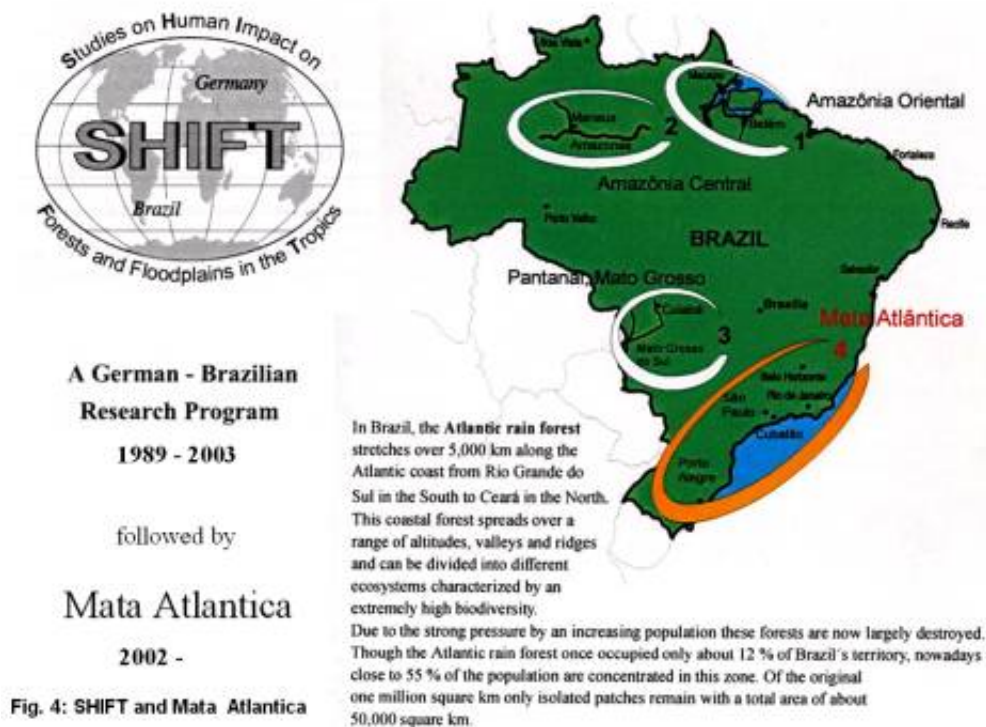 Studies on Human Impact on
Germany
SHIFT
Brazil
Forests and Floodplains in the Tropics
A German - Brazilian
Research Program
1989 - 2003
followed by
Mata Atlantica
2002 -
Fig. 4: SHIFT and Mata Atlantica
Boa Vista
Macapá
Belém
1
Amazônia Oriental
Manaus
2
Amazonas
Amazônia Central
Fortaleza
Porto Velho
Recife
BRAZIL
Pantanal, Mato Grosso
Salvador
Cuiabá
Brasília
Mata Atlântica
3
4
Mato Grosso
do Sul
Belo Horizonte
São
Paulo
Rio de Janeiro
Cubatão
Porto
Alegre
In Brazil, the Atlantic rain forest
stretches over 5,000 km along the
Atlantic coast from Rio Grande do
Sul in the South to Ceará in the North.
This coastal forest spreads over a
range of altitudes, valleys and ridges
and can be divided into different
ecosystems characterized by an
extremely high biodiversity.
Due to the strong pressure by an increasing population these forests are now largely destroyed.
Though the Atlantic rain forest once occupied only about 12 % of Brazil´s territory, nowadays
close to 55 % of the population are concentrated in this zone. Of the original
one million square km only isolated patches remain with a total area of about
50,000 square km.